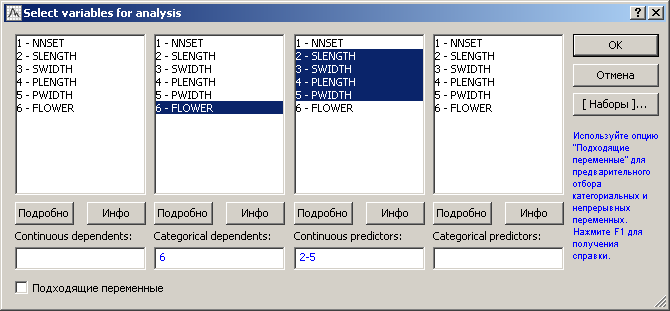 Select variables for analysis
1 - NNSET
2 - SLENGTH
3 - SWIDTH
4 - PLENGTH
5 - PWIDTH
6 - FLOWER
1 - NNSET
2 - SLENGTH
3 - SWIDTH
4 - PLENGTH
5 - PWIDTH
6 - FLOWER
1 - NNSET
2 - SLENGTH
3 - SWIDTH
4 - PLENGTH
5 - PWIDTH
6 - FLOWER
1 - NNSET
2 - SLENGTH
3 - SWIDTH
4 - PLENGTH
5 - PWIDTH
6 - FLOWER
OK
Отмена
[ Наборы ]...
Используйте опцию
"Подходящие
переменные" для
предварительного
отбора
категориальных и
непрерывных
переменных.
Нажмите F1 для
получения
справки.
Подробно Инфо Подробно Инфо Подробно Инфо Подробно Инфо
Continuous dependents: Categorical dependents: Continuous predictors: Categorical predictors:
6 2-5
Подходящие переменные